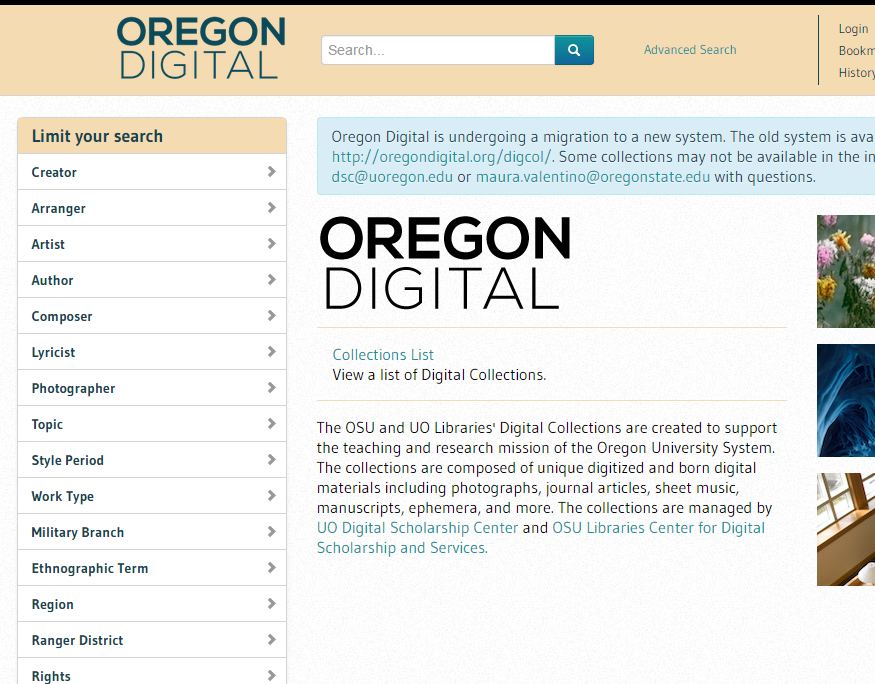 OREGON
DIGITAL
Search...
Advanced Search
Login
Bookm
History
Limit your search
Creator
Arranger
Artist
Author
Composer
Lyricist
Photographer
Topic
Style Period
Work Type
Military Branch
Ethnographic Term
Region
Ranger District
Rights
Oregon Digital is undergoing a migration to a new system. The old system is ava
http://oregondigital.org/digcol/. Some collections may not be available in the in
dsc@uoregon.edu or maura.valentino@oregonstate.edu with questions.
OREGON
DIGITAL
Collections List
View a list of Digital Collections.
The OSU and UO Libraries' Digital Collections are created to support
the teaching and research mission of the Oregon University System.
The collections are composed of unique digitized and born digital
materials including photographs, journal articles, sheet music,
manuscripts, ephemera, and more. The collections are managed by
UO Digital Scholarship Center and OSU Libraries Center for Digital
Scholarship and Services.